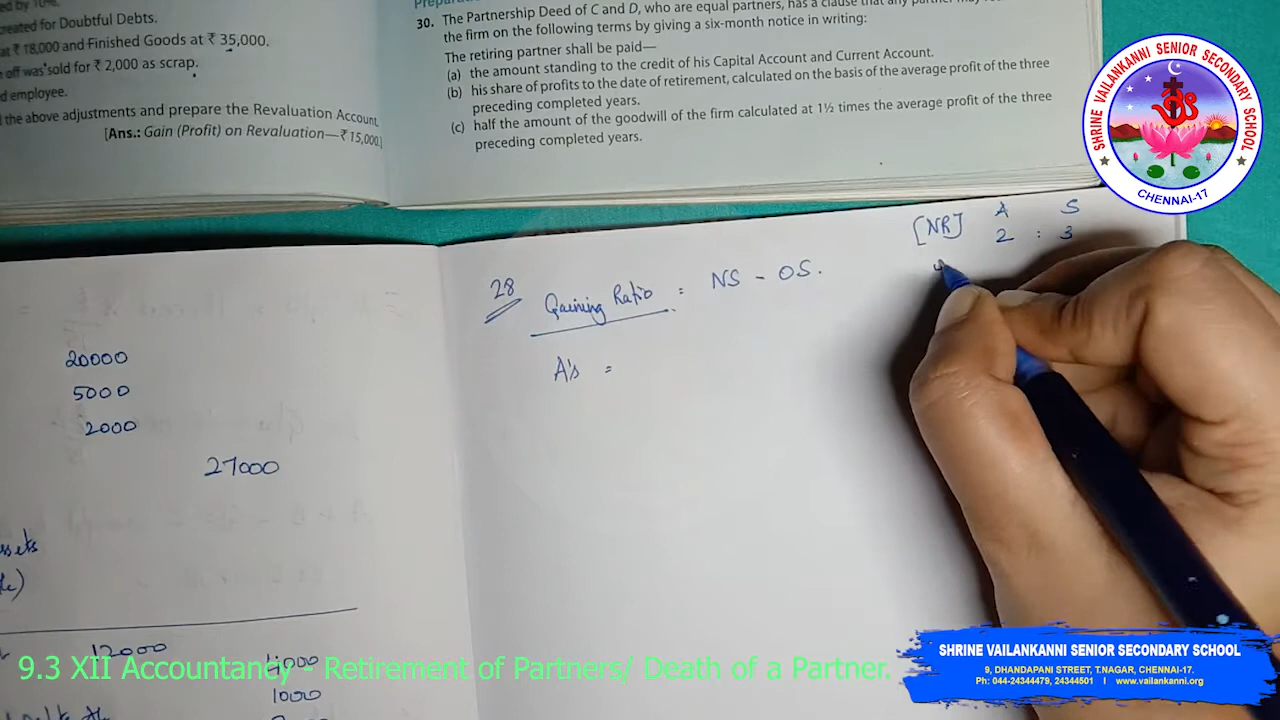 created for Doubtful Debts.
at ₹ 18,000 and Finished Goods at ₹ 35,000.
off was sold for ₹ 2,000 as scrap.
d employee.
the above adjustments and prepare the Revaluation Account.
[Ans.: Gain (Profit) on Revaluation—₹ 15,000.]
30. The Partnership Deed of C and D, who are equal partners, has a clause that any partner may
the firm on the following terms by giving a six-month notice in writing:
The retiring partner shall be paid—
(a) the amount standing to the credit of his Capital Account and Current Account.
(b) his share of profits to the date of retirement, calculated on the basis of the average profit of the three
preceding completed years.
(c) half the amount of the goodwill of the firm calculated at 1½ times the average profit of the three
preceding completed years.
SHRINE VAILANKANNI SENIOR SECONDARY SCHOOL
CHENNAI-17
[NR] A S
2 : 3
28 Gaining Ratio = NS - OS.
A's =
20000
5000
2000
27000
12000
1000
9.3 XII Accountancy - Retirement of Partners/ Death of a Partner.
SHRINE VAILANKANNI SENIOR SECONDARY SCHOOL
9, DHANDAPANI STREET, T.NAGAR, CHENNAI-17.
Ph: 044-24344479, 24344501 I www.vailankanni.org